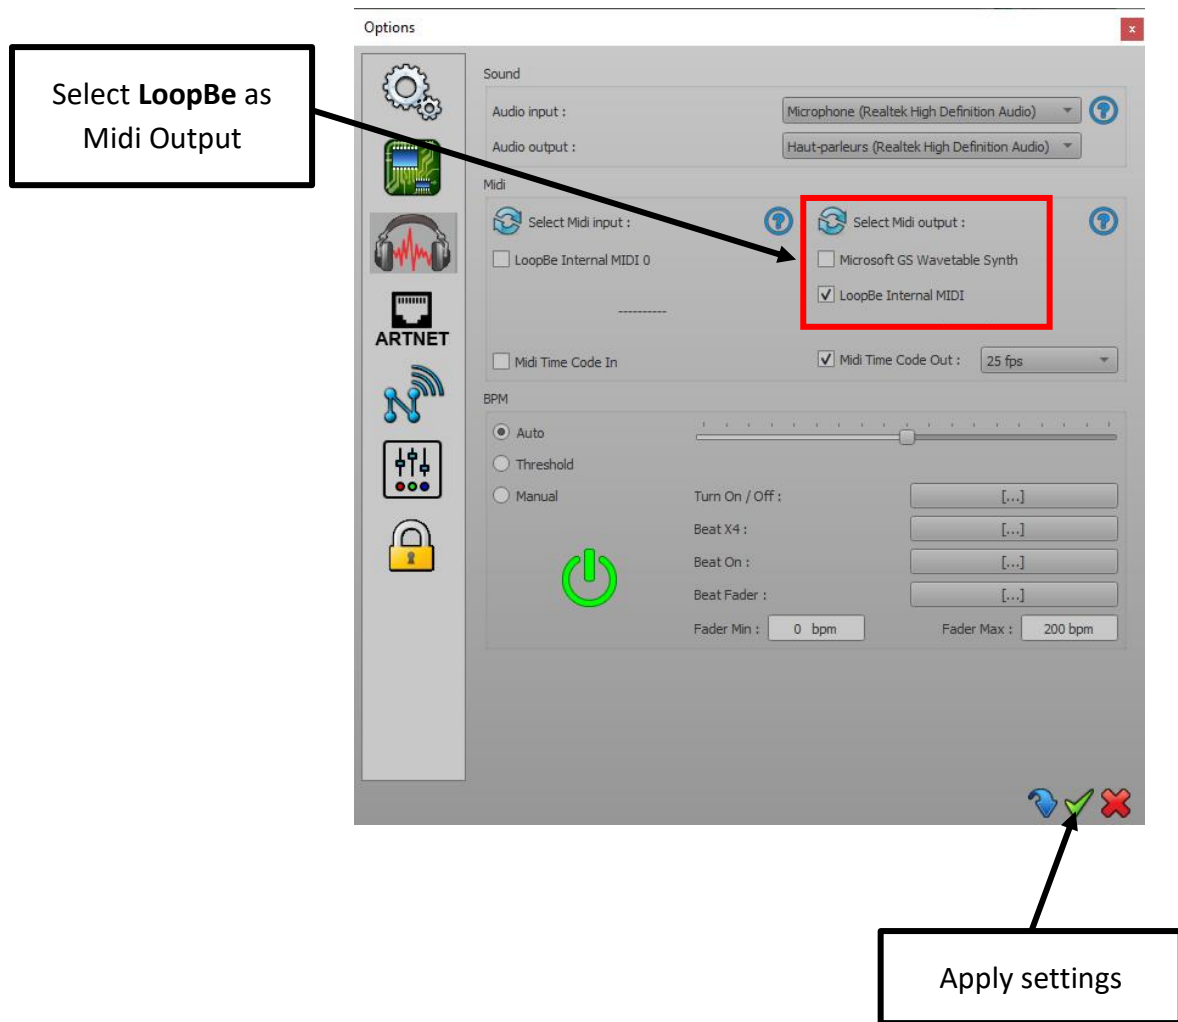 Options
x
Select LoopBe as
Midi Output
Sound
Audio input :
Microphone (Realtek High Definition Audio)
?
Audio output :
Haut-parleurs (Realtek High Definition Audio)
Midi
Select Midi input :
?
Select Midi output :
?
LoopBe Internal MIDI 0
Microsoft GS Wavetable Synth
LoopBe Internal MIDI
----------
ARTNET
Midi Time Code In
Midi Time Code Out :
25 fps
N
BPM
Auto
Threshold
Manual
Turn On / Off :
[...]
Beat X4 :
[...]
Beat On :
[...]
Beat Fader :
[...]
Fader Min :
0 bpm
Fader Max :
200 bpm
Apply settings